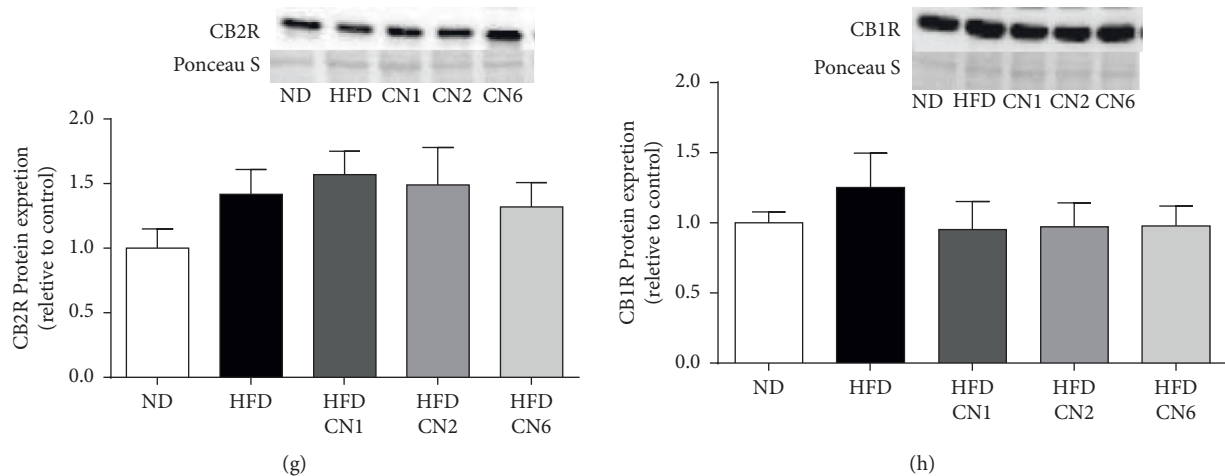 CB2R
Ponceau S
ND HFD CN1 CN2 CN6
2.0
1.5
1.0
0.5
0.0
CB2R Protein expretion
(reletive to control)
ND HFD HFD HFD HFD
CN1 CN2 CN6
(g)
CB1R
Ponceau S
ND HFD CN1 CN2 CN6
2.0
1.5
1.0
0.5
0.0
CB1R Protein expretion
(reletive to control)
ND HFD HFD HFD HFD
CN1 CN2 CN6
(h)